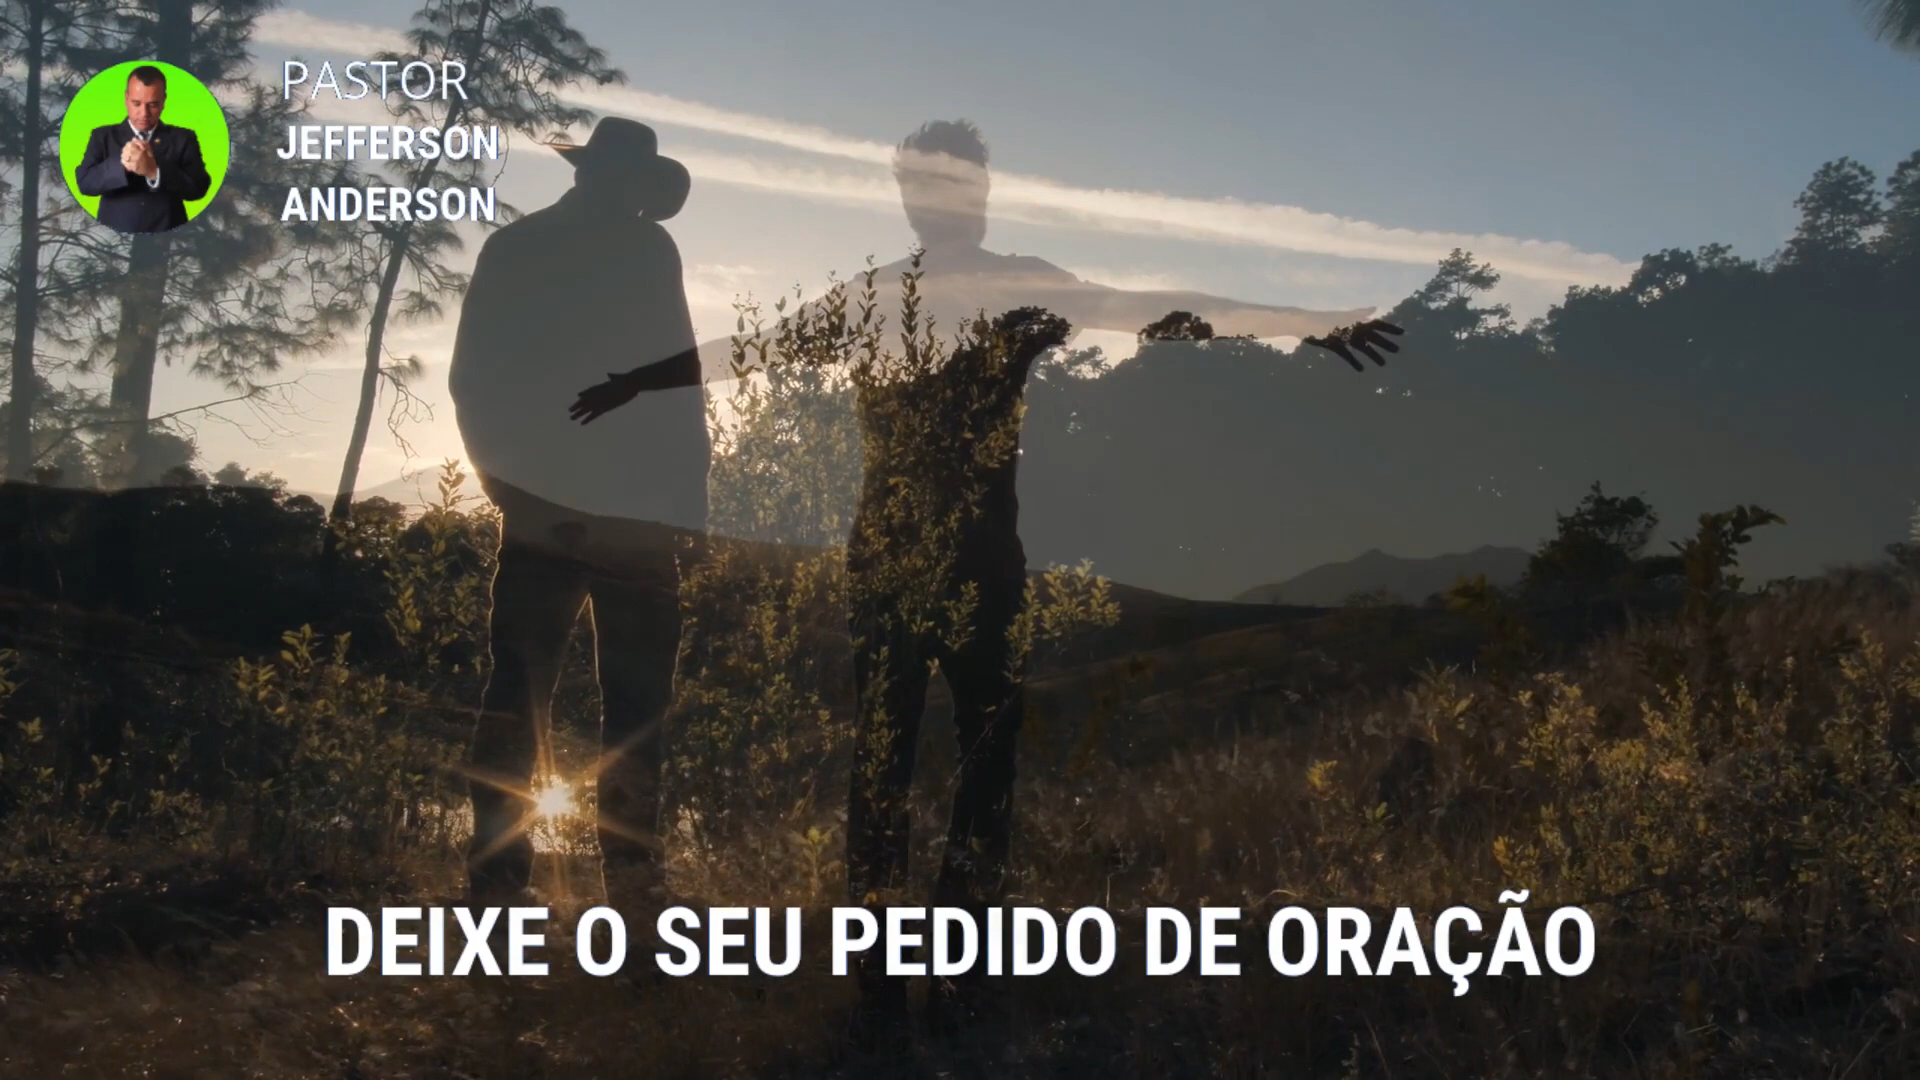 PASTOR
JEFFERSON
ANDERSON
DEIXE O SEU PEDIDO DE ORAÇÃO